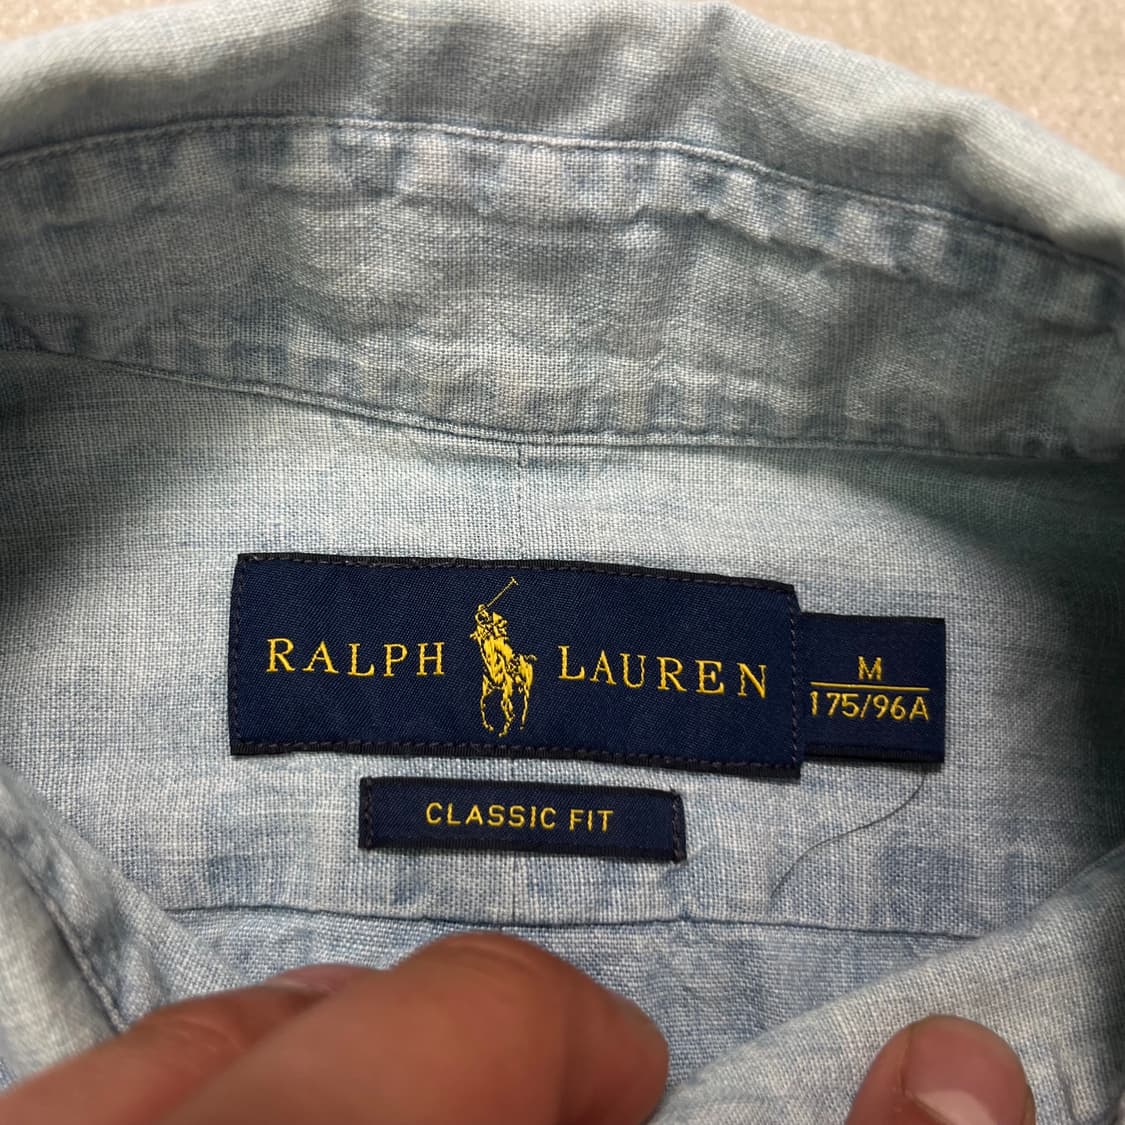 RALPH LAUREN
M
175/96A
CLASSIC FIT